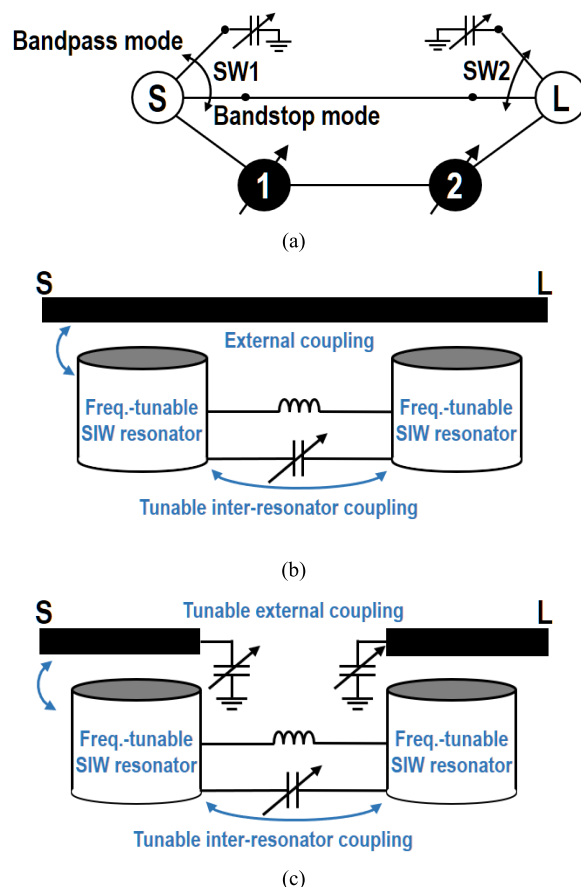 Bandpass mode
SW1
SW2
S
L
Bandstop mode
1
2
(a)
S
L
External coupling
Freq.-tunable
SIW resonator
Freq.-tunable
SIW resonator
Tunable inter-resonator coupling
(b)
S
Tunable external coupling
L
Freq.-tunable
SIW resonator
Freq.-tunable
SIW resonator
Tunable inter-resonator coupling
(c)